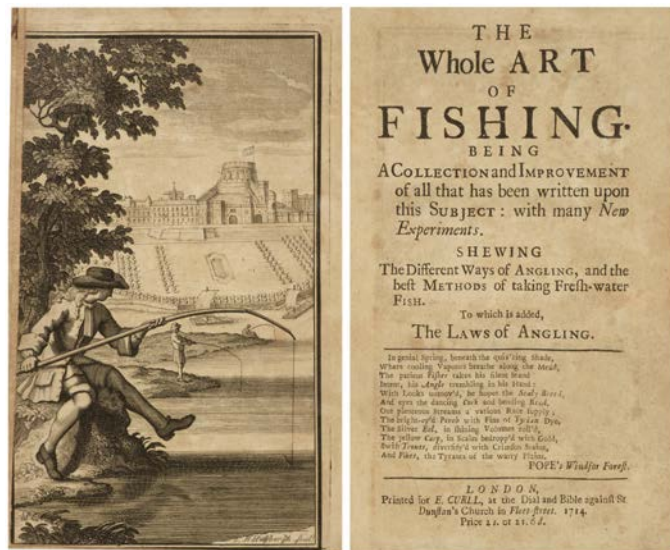 THE
Whole ART
OF
FISHING.
BEING
A COLLECTION and IMPROVEMENT
of all that has been written upon
this SUBJECT: with many New
Experiments.
SHEWING
The Different Ways of ANGLING, and the
best METHODS of taking Fresh-water
FISH.
To which is added,
The LAWS of ANGLING.
In genial Spring, beneath the quiv'ring Shade,
Where cooling Vapours breathe along the Mead,
The patient Fisher takes his silent Stand
Intent, his Angle trembling in his Hand:
With Looks unmov'd, he hopes the Scaly Breed,
And eyes the dancing Cork and bending Reed,
Our plenteous Streams a various Race supply;
The bright-ey'd Perch with Fins of Tyrian Dye,
The Silver Eel, in shining Volumes roll'd,
The yellow Carp, in Scales bedropp'd with Gold,
Swift Trouts, diversify'd with Crimson Stains,
And Pikes, the Tyrants of the watry Plains.
POPE's Windsor Forest.
LONDON,
Printed for E. CURLL, at the Dial and Bible against St.
Dunstan's Church in Fleet-street. 1714.
Price